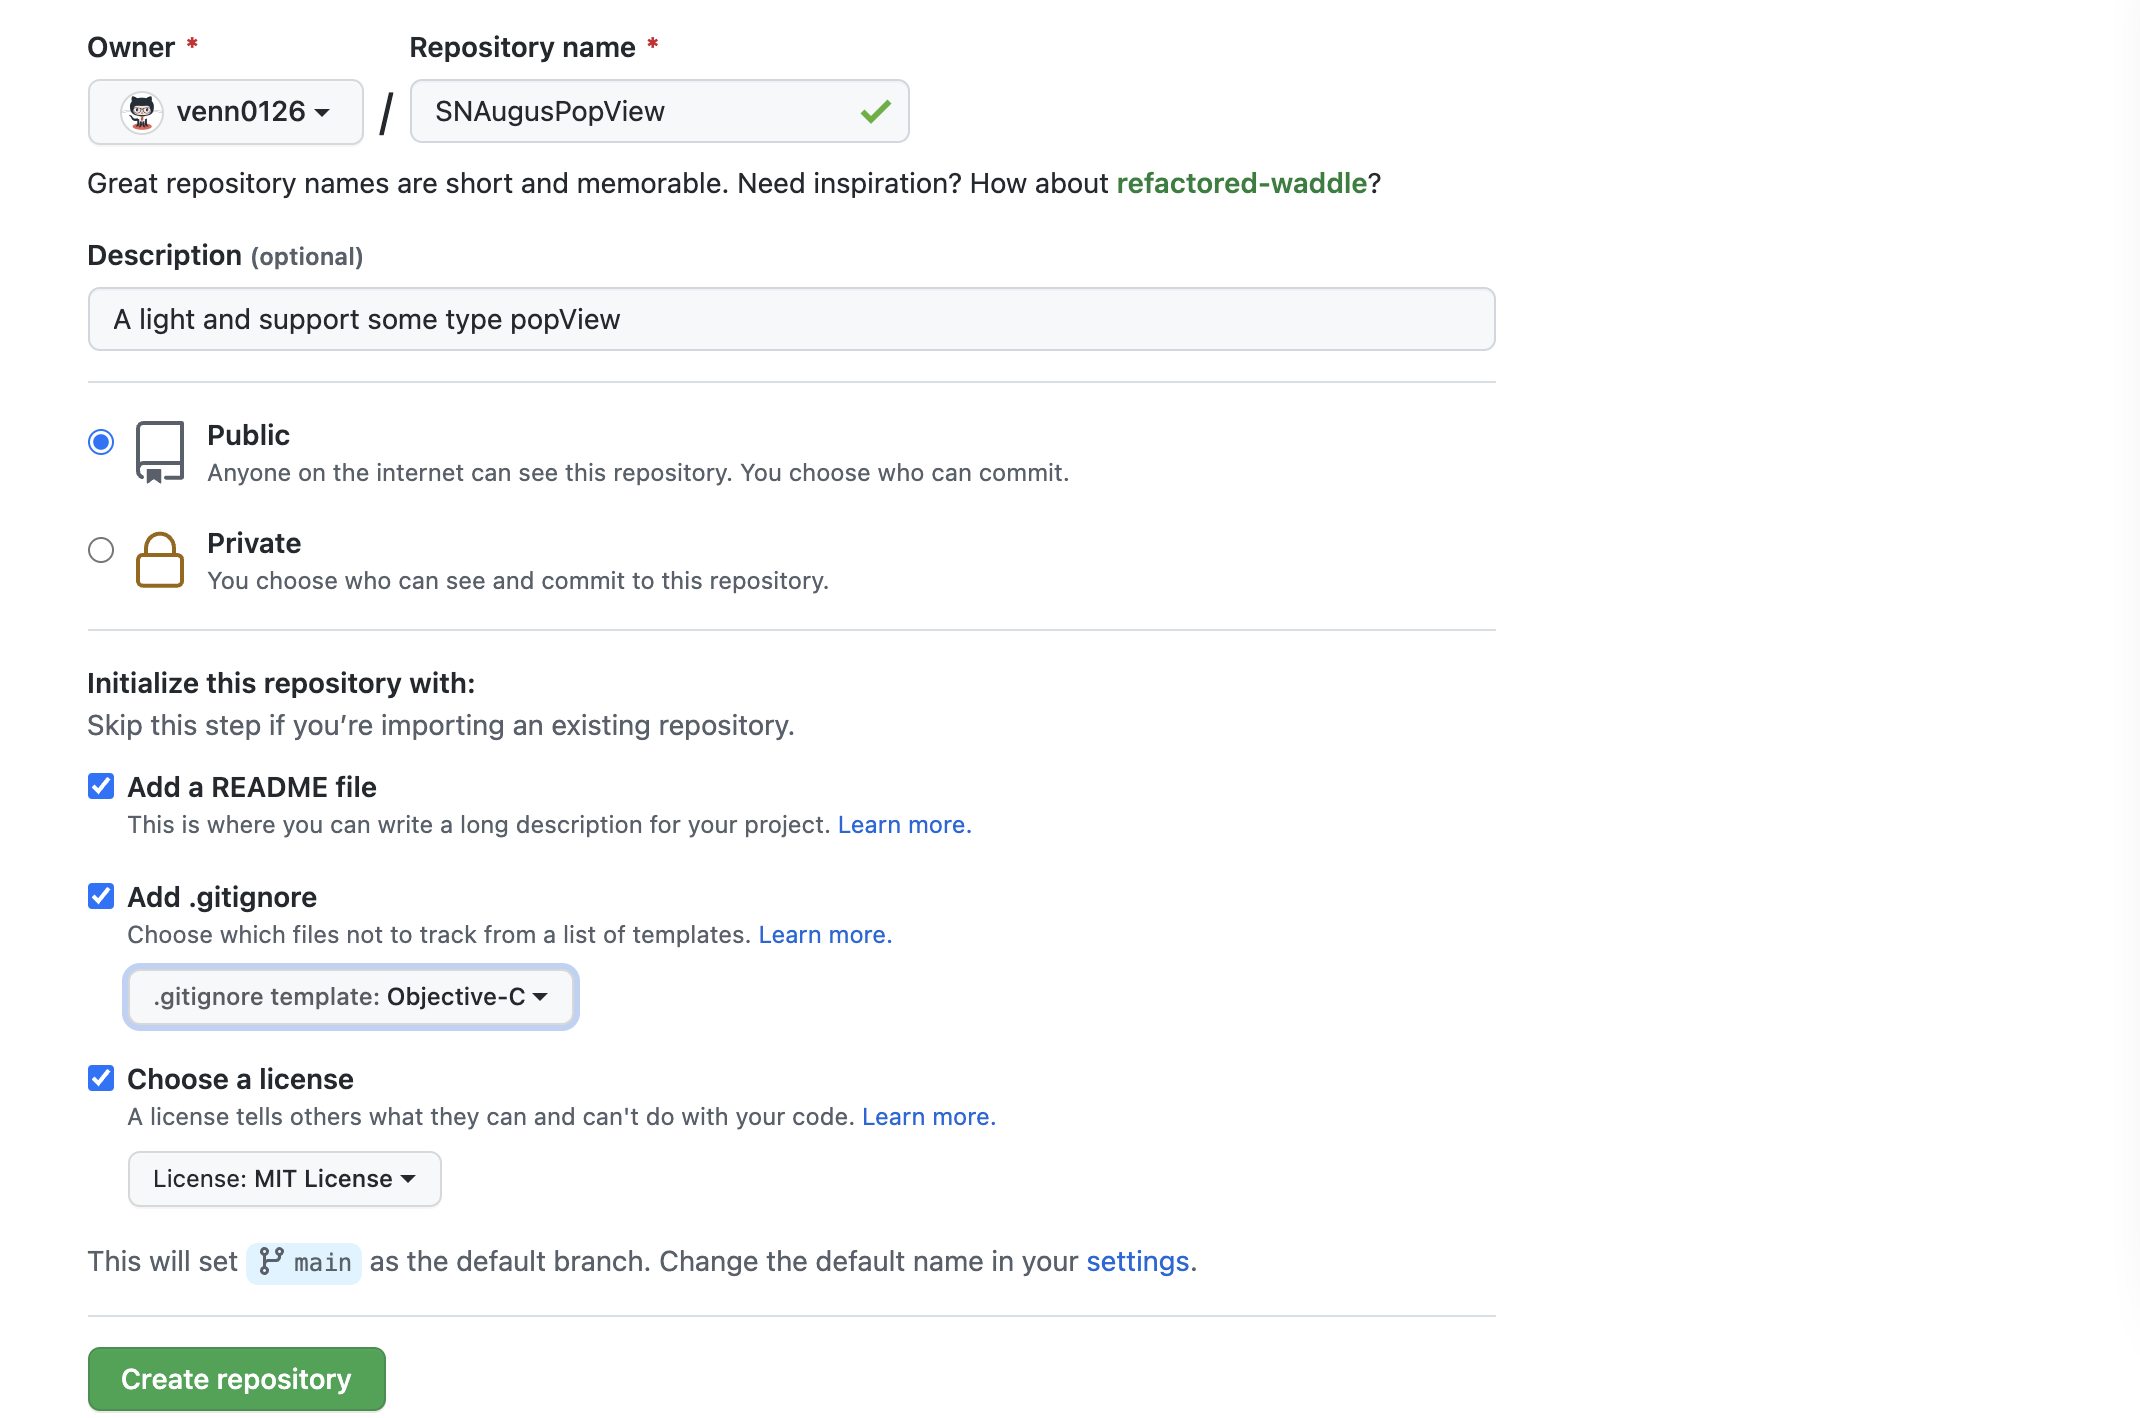 Owner * Repository name *
venn0126 / SNAugusPopView
Great repository names are short and memorable. Need inspiration? How about refactored-waddle?
Description (optional)
A light and support some type popView
Public
Anyone on the internet can see this repository. You choose who can commit.
Private
You choose who can see and commit to this repository.
Initialize this repository with:
Skip this step if you’re importing an existing repository.
Add a README file
This is where you can write a long description for your project. Learn more.
Add .gitignore
Choose which files not to track from a list of templates. Learn more.
.gitignore template: Objective-C
Choose a license
A license tells others what they can and can't do with your code. Learn more.
License: MIT License
This will set main as the default branch. Change the default name in your settings.
Create repository